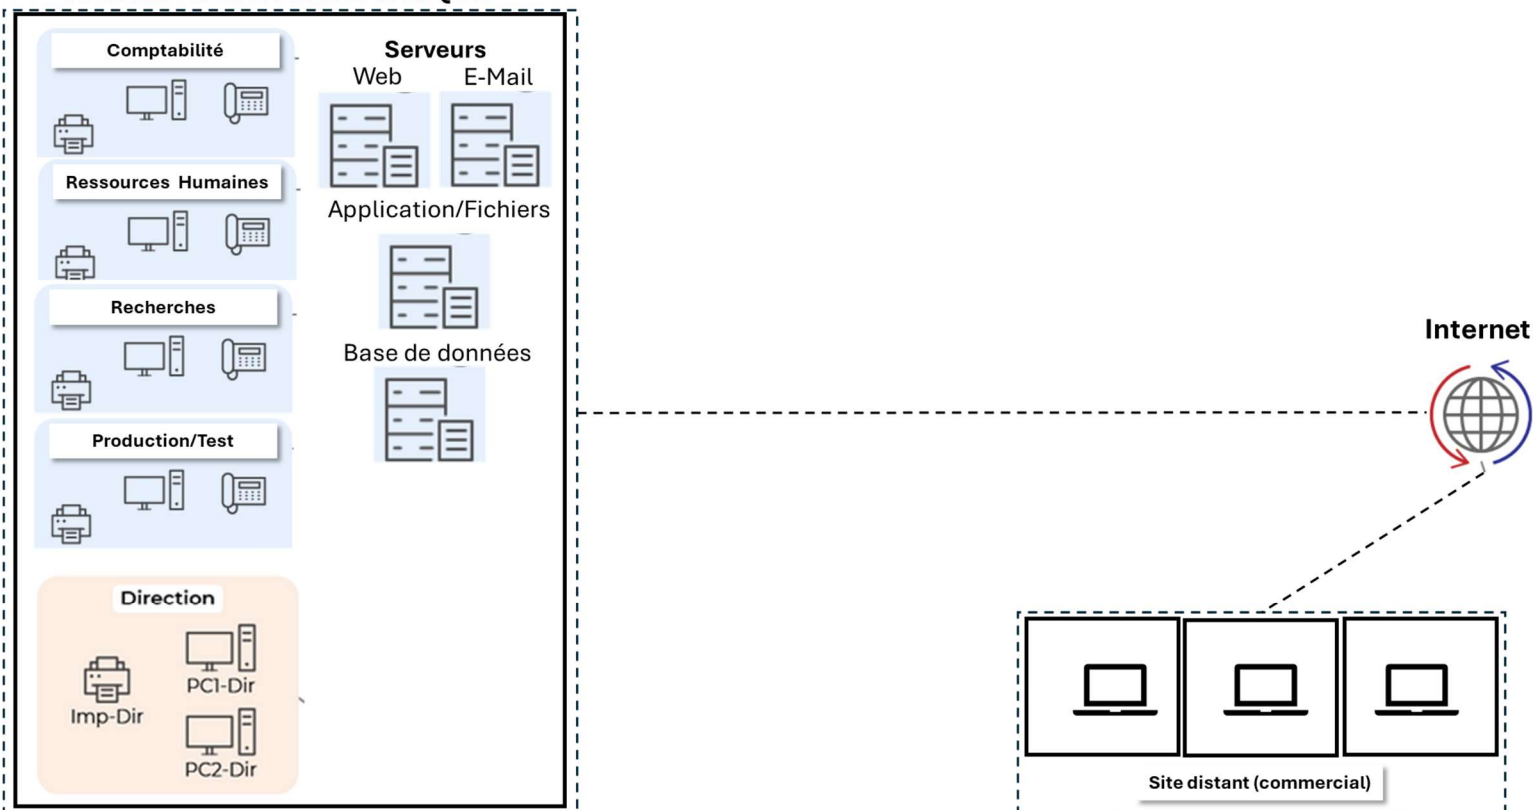 Comptabilité
Ressources Humaines
Recherches
Production/Test
Direction
Imp-Dir
PC1-Dir
PC2-Dir
Serveurs
Web
E-Mail
Application/Fichiers
Base de données
Internet
Site distant (commercial)